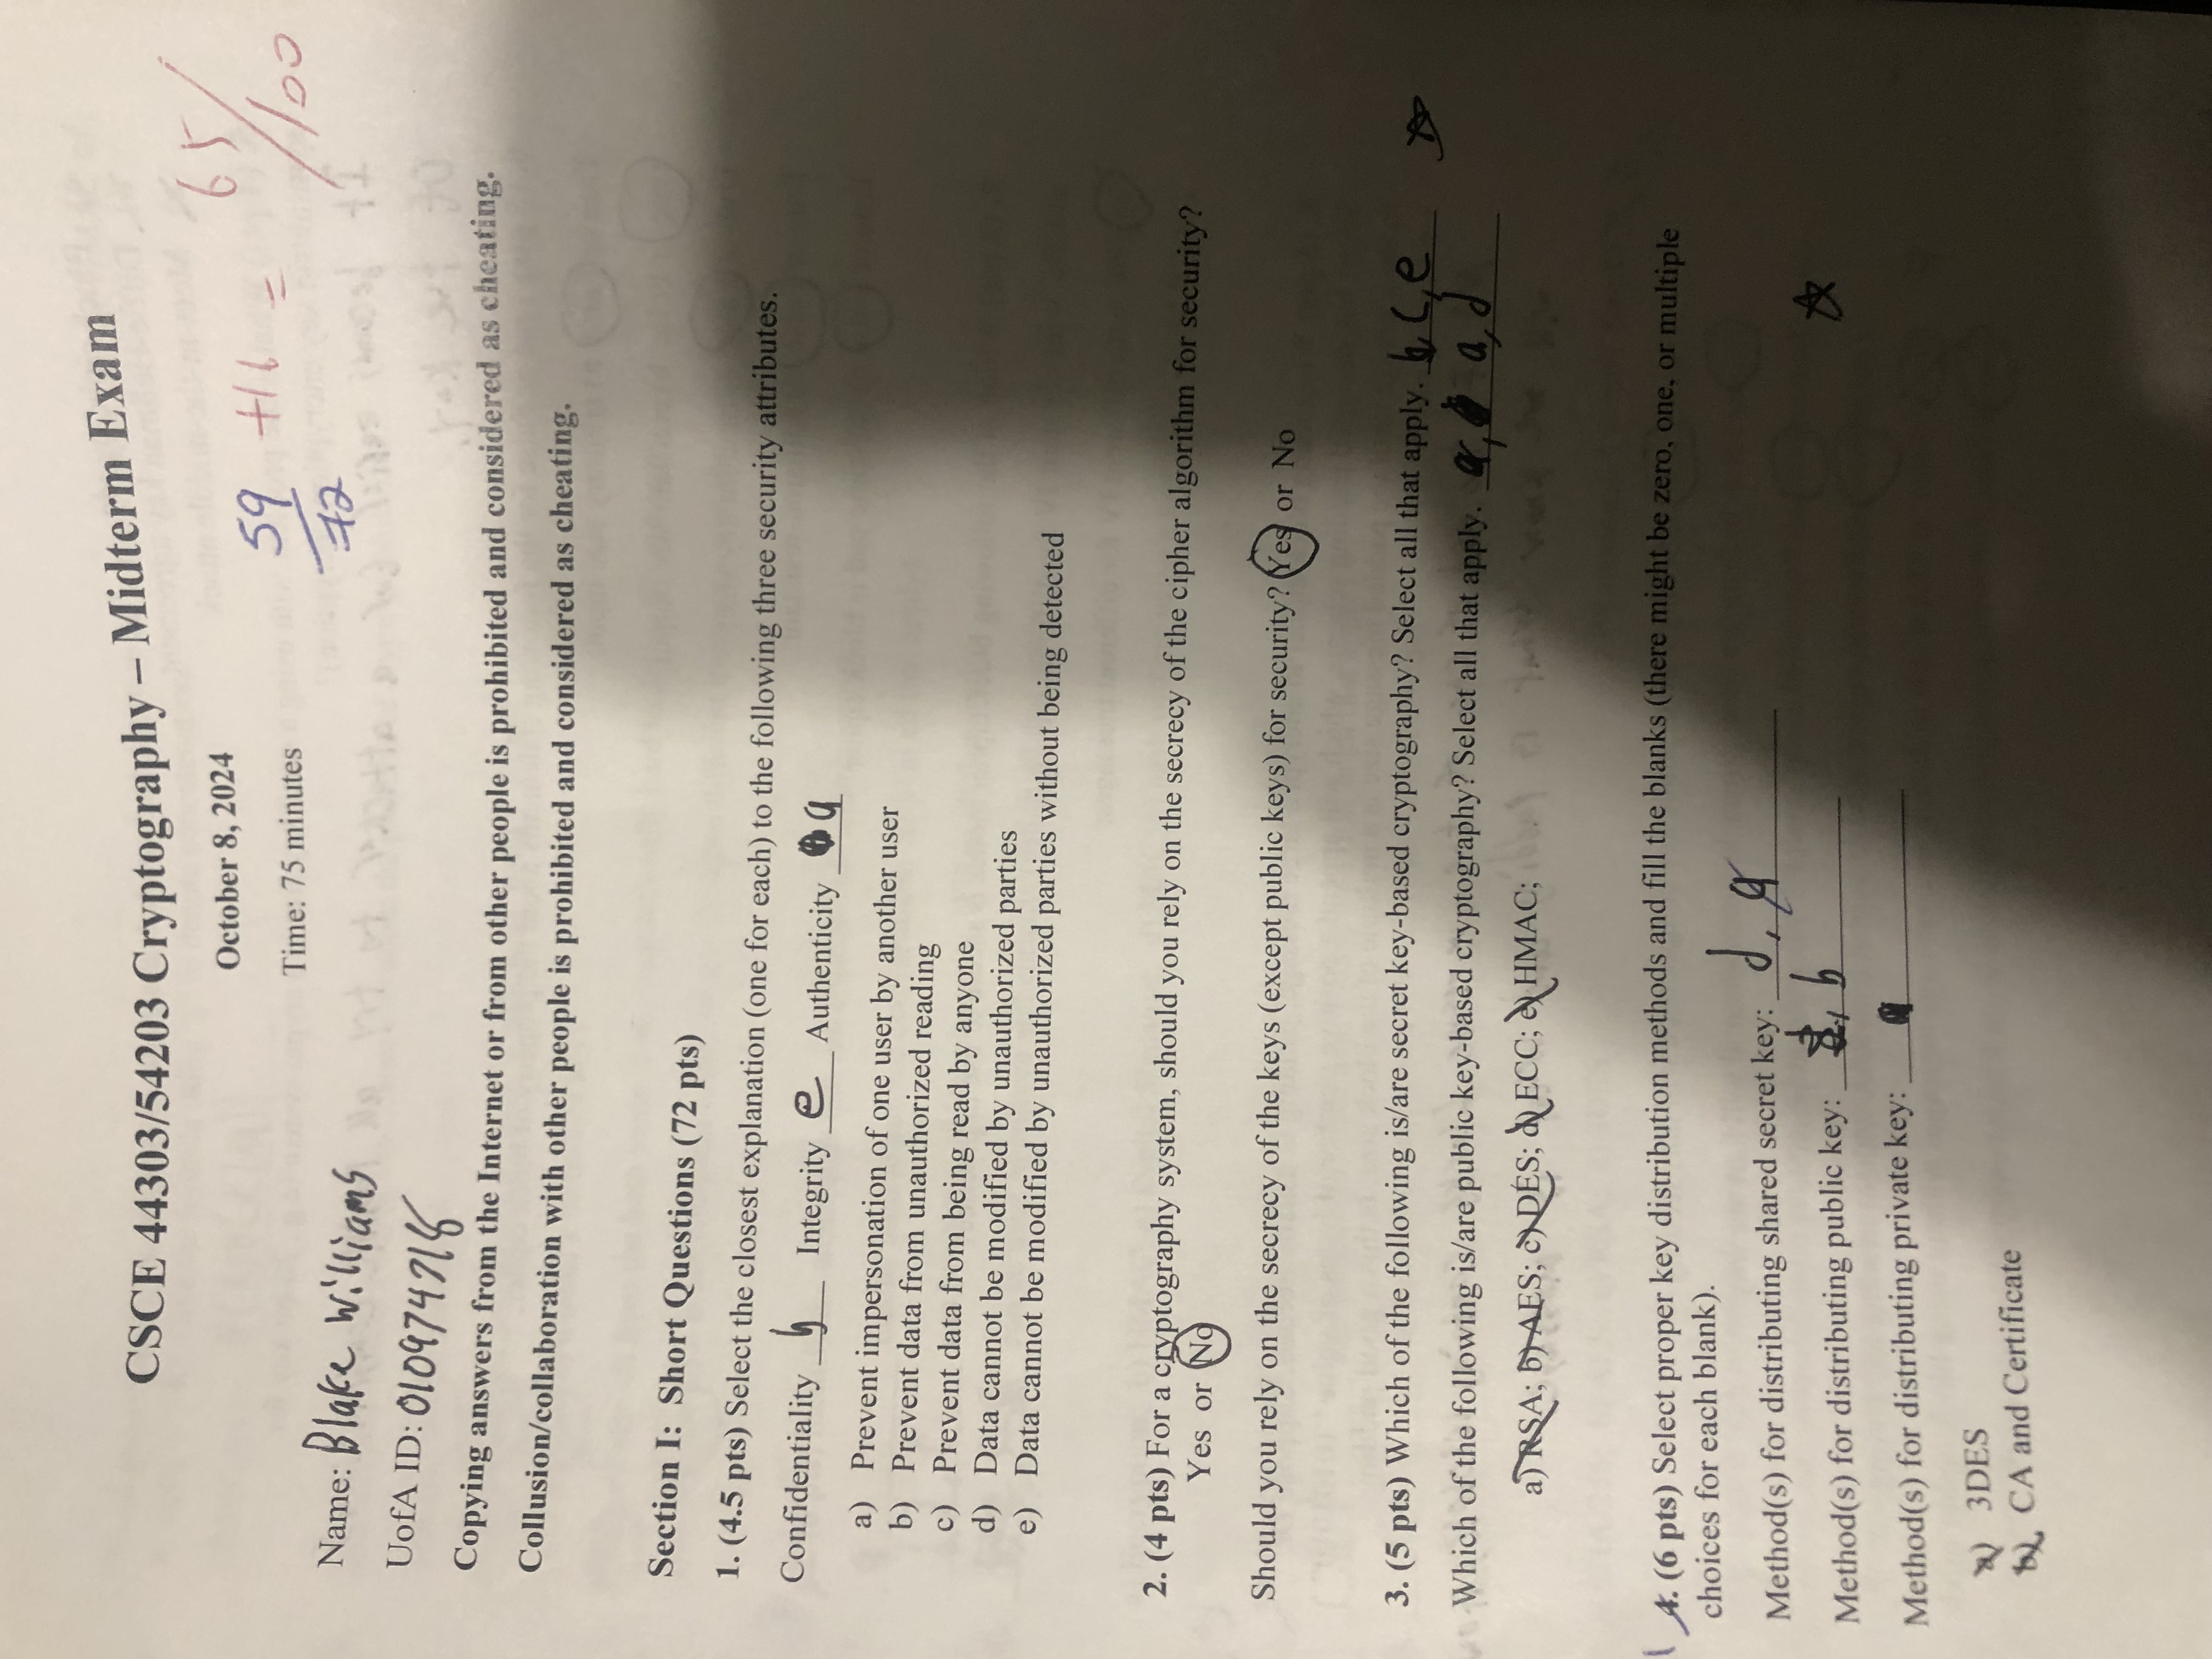 CSCE 44303/54203 Cryptography – Midterm Exam
October 8, 2024
59/72 +16 = 65/100
Time: 75 minutes
Name: Blake Williams
UofA ID: 010974718
Copying answers from the Internet or from other people is prohibited and considered as cheating.
Collusion/collaboration with other people is prohibited and considered as cheating.
Section I: Short Questions (72 pts)
1. (4.5 pts) Select the closest explanation (one for each) to the following three security attributes.
Confidentiality b Integrity e Authenticity a
a) Prevent impersonation of one user by another user
b) Prevent data from unauthorized reading
c) Prevent data from being read by anyone
d) Data cannot be modified by unauthorized parties
e) Data cannot be modified by unauthorized parties without being detected
2. (4 pts) For a cryptography system, should you rely on the secrecy of the cipher algorithm for security?
Yes or No
Should you rely on the secrecy of the keys (except public keys) for security? Yes or No
3. (5 pts) Which of the following is/are secret key-based cryptography? Select all that apply. b, c, e
Which of the following is/are public key-based cryptography? Select all that apply. a, d
a) RSA; b) AES; c) DES; d) ECC; e) HMAC;
4. (6 pts) Select proper key distribution methods and fill the blanks (there might be zero, one, or multiple
choices for each blank).
Method(s) for distributing shared secret key: d, a
Method(s) for distributing public key: b
Method(s) for distributing private key:
a) 3DES
b) CA and Certificate